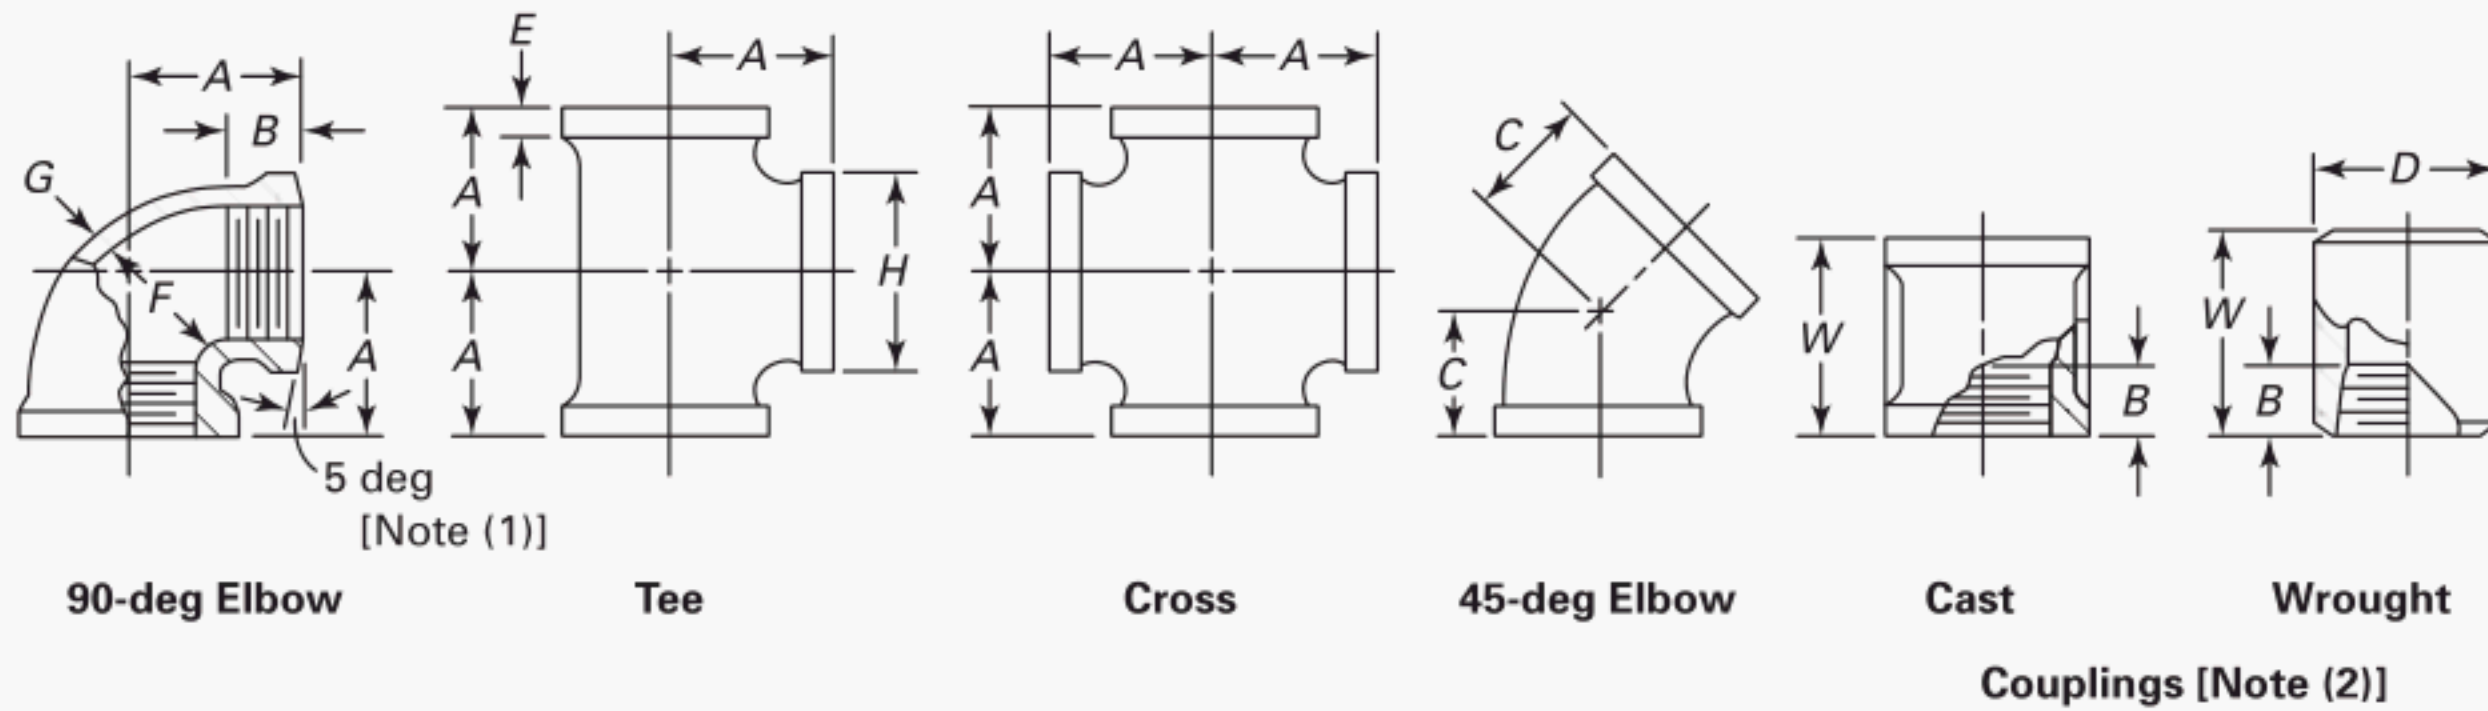 E
A
A
A
A
A
B
C
D
G
A
A
A
W
W
F
H
A
A
A
C
B
B
5 deg
[Note (1)]
90-deg Elbow
Tee
Cross
45-deg Elbow
Cast
Wrought
Couplings [Note (2)]